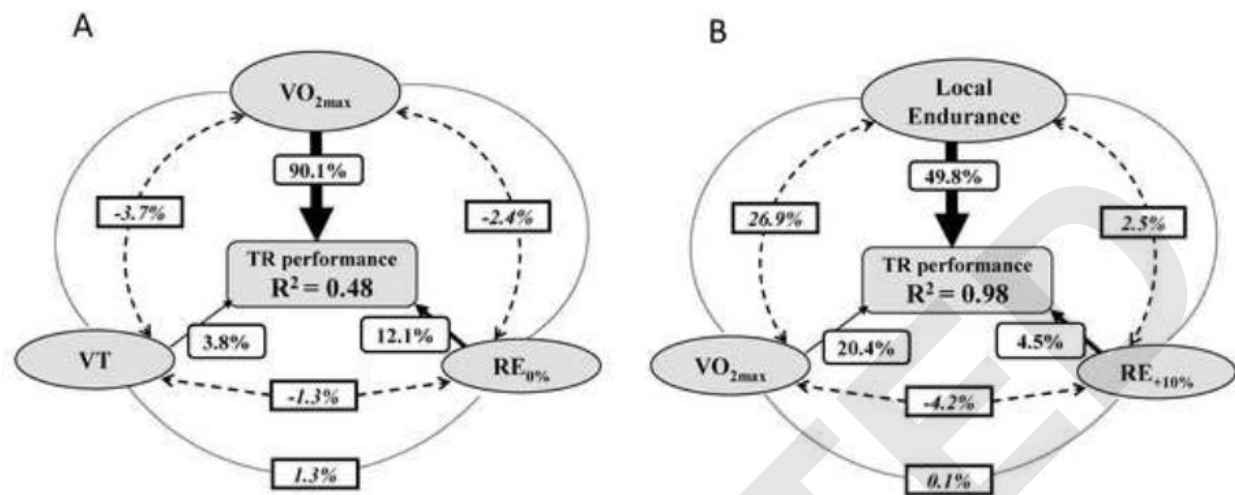 A
VO2max
90.1%
-3.7%
-2.4%
TR performance
R² = 0.48
3.8%
12.1%
VT
RE0%
-1.3%
1.3%
B
Local
Endurance
49.8%
26.9%
2.5%
TR performance
R² = 0.98
20.4%
4.5%
VO2max
RE+10%
-4.2%
0.1%